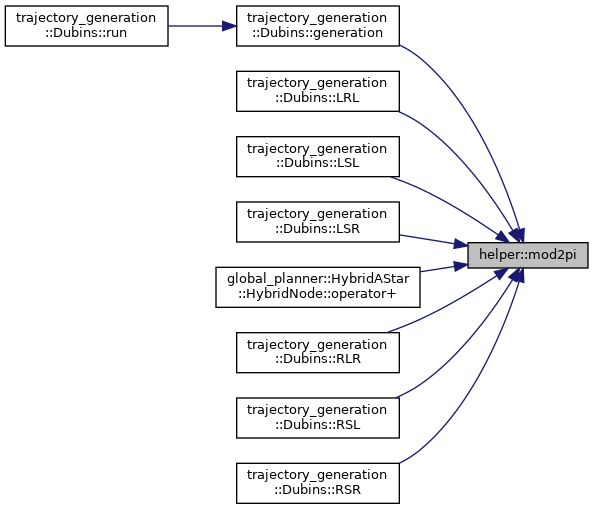 trajectory_generation
::Dubins::run
trajectory_generation
::Dubins::generation
trajectory_generation
::Dubins::LRL
trajectory_generation
::Dubins::LSL
trajectory_generation
::Dubins::LSR
helper::mod2pi
global_planner::HybridAStar
::HybridNode::operator+
trajectory_generation
::Dubins::RLR
trajectory_generation
::Dubins::RSL
trajectory_generation
::Dubins::RSR